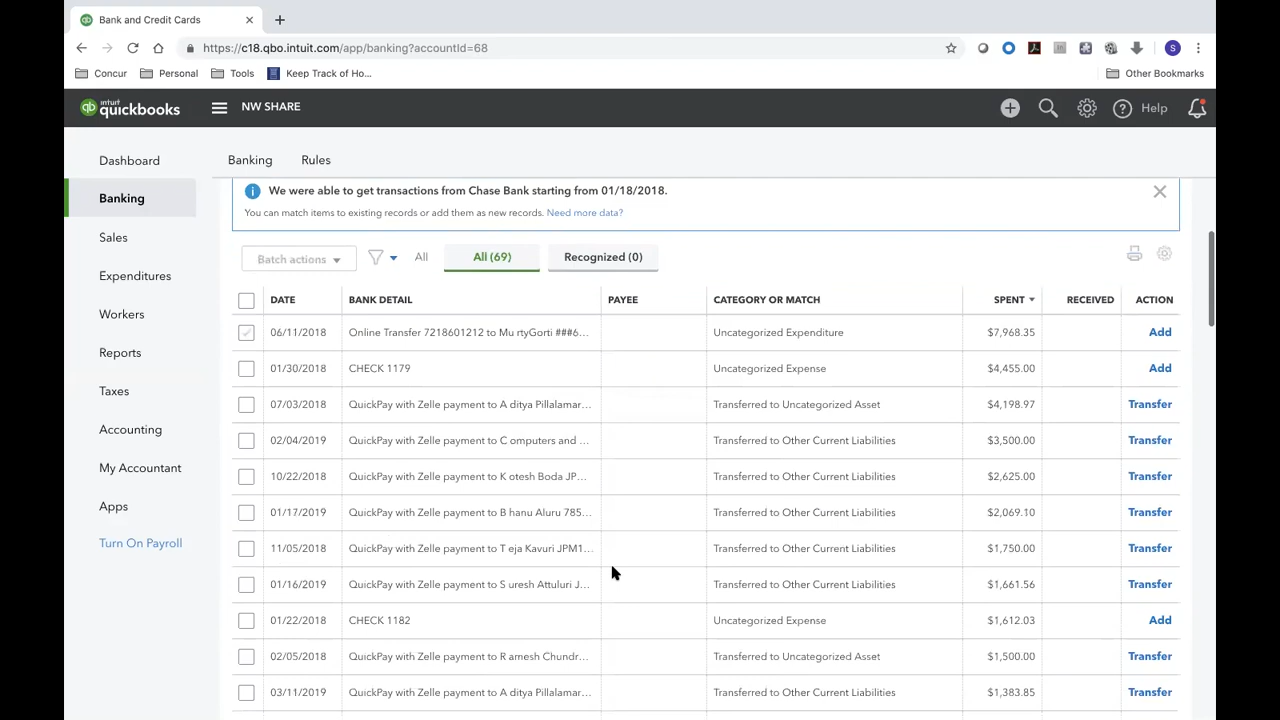 Bank and Credit Cards
https://c18.qbo.intuit.com/app/banking?accountId=68
S
Concur Personal Tools Keep Track of Ho... Other Bookmarks
qb intuit quickbooks NW SHARE Help
Dashboard
Banking
Sales
Expenditures
Workers
Reports
Taxes
Accounting
My Accountant
Apps
Turn On Payroll
Banking Rules
We were able to get transactions from Chase Bank starting from 01/18/2018.
You can match items to existing records or add them as new records. Need more data?
Batch actions All All (69) Recognized (0)
DATE BANK DETAIL PAYEE CATEGORY OR MATCH SPENT RECEIVED ACTION
06/11/2018 Online Transfer 7218601212 to Mu rtyGorti ###6... Uncategorized Expenditure $7,968.35 Add
01/30/2018 CHECK 1179 Uncategorized Expense $4,455.00 Add
07/03/2018 QuickPay with Zelle payment to A ditya Pillalamar... Transferred to Uncategorized Asset $4,198.97 Transfer
02/04/2019 QuickPay with Zelle payment to C omputers and ... Transferred to Other Current Liabilities $3,500.00 Transfer
10/22/2018 QuickPay with Zelle payment to K otesh Boda JP... Transferred to Other Current Liabilities $2,625.00 Transfer
01/17/2019 QuickPay with Zelle payment to B hanu Aluru 785... Transferred to Other Current Liabilities $2,069.10 Transfer
11/05/2018 QuickPay with Zelle payment to T eja Kavuri JPM1... Transferred to Other Current Liabilities $1,750.00 Transfer
01/16/2019 QuickPay with Zelle payment to S uresh Attuluri J... Transferred to Other Current Liabilities $1,661.56 Transfer
01/22/2018 CHECK 1182 Uncategorized Expense $1,612.03 Add
02/05/2018 QuickPay with Zelle payment to R amesh Chundr... Transferred to Uncategorized Asset $1,500.00 Transfer
03/11/2019 QuickPay with Zelle payment to A ditya Pillalamar... Transferred to Other Current Liabilities $1,383.85 Transfer